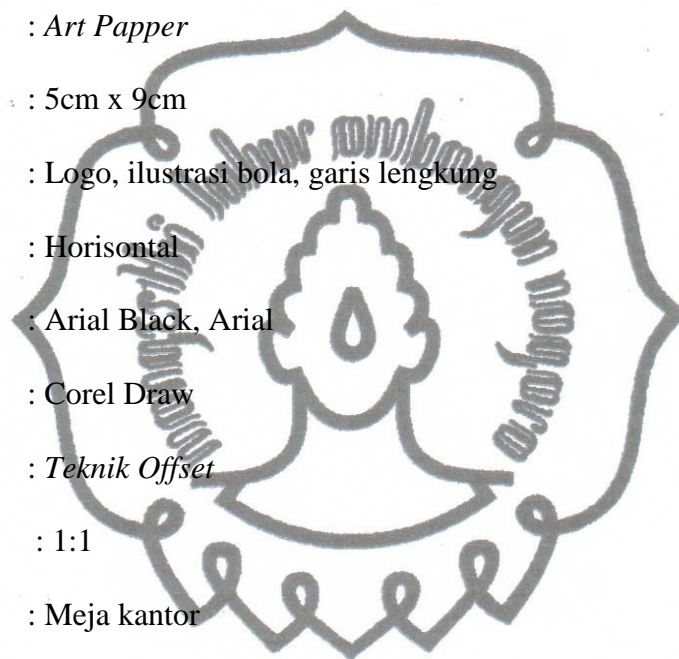 : Art Papper
: 5cm x 9cm
: Logo, ilustrasi bola, garis lengkung
: Horisontal
: Arial Black, Arial
: Corel Draw
: Teknik Offset
: 1:1
: Meja kantor